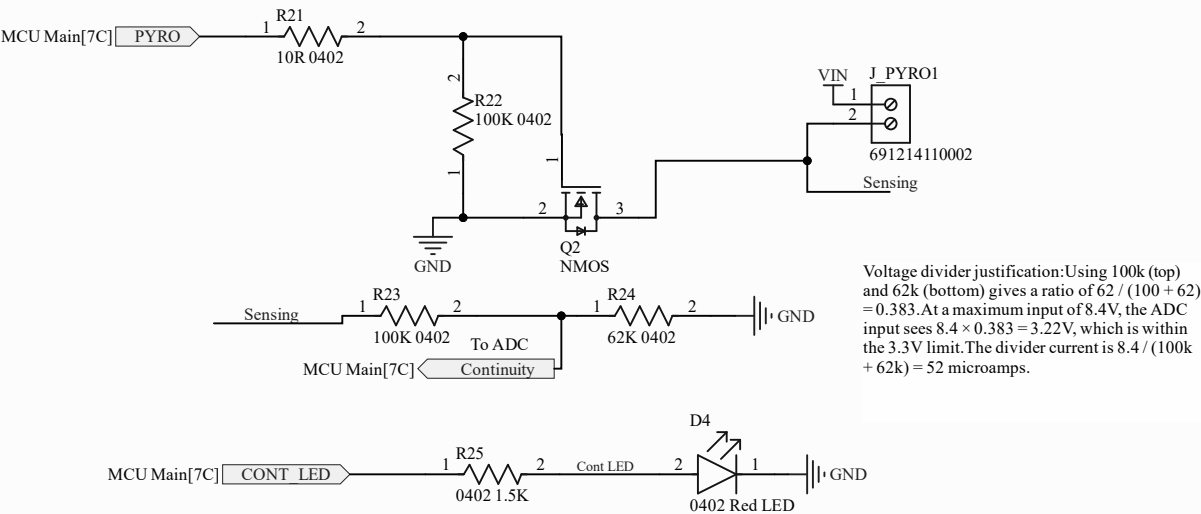 R21
MCU Main[7C] PYRO 1 2
10R 0402
VIN J_PYRO1
2
R22
100K 0402
1
2
691214110002
1
1
Sensing
2 3
Q2
GND NMOS
Voltage divider justification:Using 100k (top)
and 62k (bottom) gives a ratio of 62 / (100 + 62)
= 0.383.At a maximum input of 8.4V, the ADC
input sees 8.4 × 0.383 = 3.22V, which is within
the 3.3V limit.The divider current is 8.4 / (100k
+ 62k) = 52 microamps.
R23 R24
Sensing 1 2 1 2 GND
100K 0402 62K 0402
To ADC
MCU Main[7C] Continuity
D4
R25
MCU Main[7C] CONT_LED 1 2 Cont LED 2 1 GND
0402 1.5K 0402 Red LED